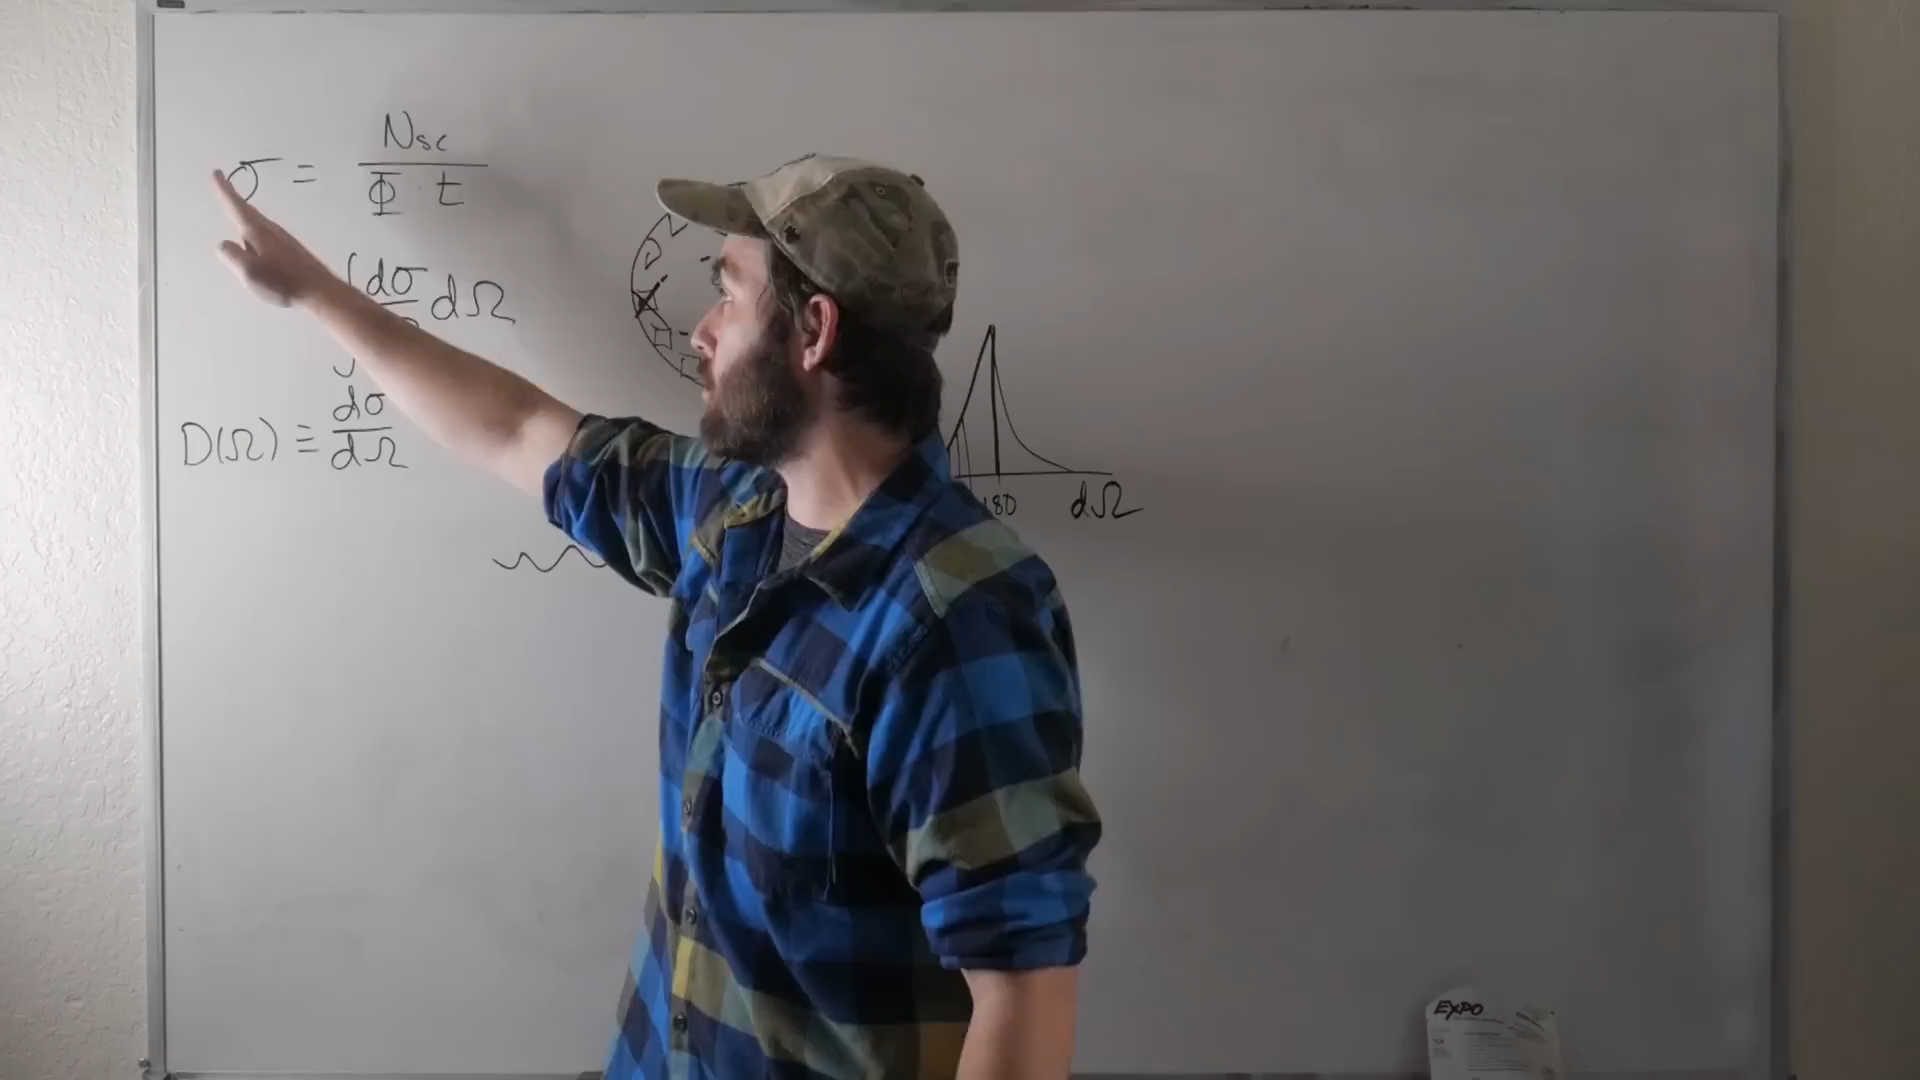 σ = Nsc / Φ · t
∫ dσ dΩ
D(Ω) ≡ dσ / dΩ
180 dΩ
EXPO